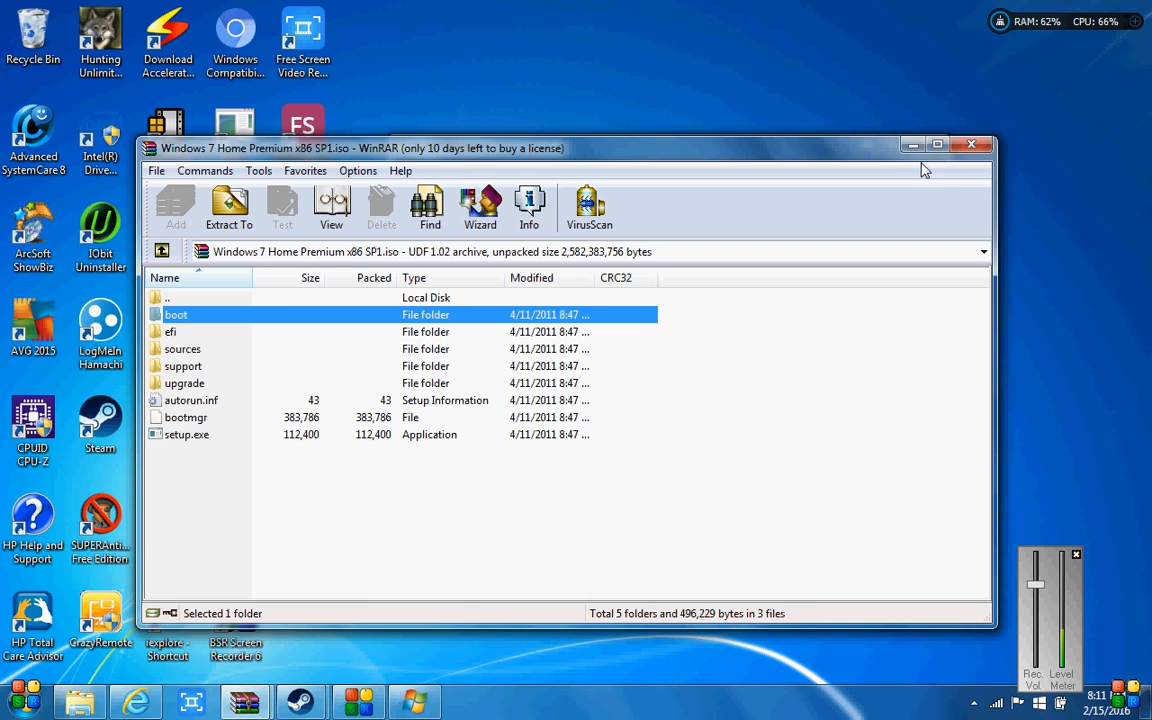 RAM: 62% CPU: 66%
Recycle Bin
Hunting
Unlimit...
Download
Accelerat...
Windows
Compatibi...
Free Screen
Video Re...
FS
Advanced
SystemCare 8
Intel(R)
Drive...
ArcSoft
ShowBiz
IObit
Uninstaller
AVG 2015
LogMeIn
Hamachi
CPUID
CPU-Z
Steam
HP Help and
Support
SUPERAnti...
Free Edition
HP Total
Care Advisor
CrazyRemote
iexplore -
Shortcut
BSR Screen
Recorder 6
Windows 7 Home Premium x86 SP1.iso - WinRAR (only 10 days left to buy a license)
File Commands Tools Favorites Options Help
Add Extract To Test View Delete Find Wizard Info VirusScan
Windows 7 Home Premium x86 SP1.iso - UDF 1.02 archive, unpacked size 2,582,383,756 bytes
Name Size Packed Type Modified CRC32
.. Local Disk
boot File folder 4/11/2011 8:47 ...
efi File folder 4/11/2011 8:47 ...
sources File folder 4/11/2011 8:47 ...
support File folder 4/11/2011 8:47 ...
upgrade File folder 4/11/2011 8:47 ...
autorun.inf 43 43 Setup Information 4/11/2011 8:47 ...
bootmgr 383,786 383,786 File 4/11/2011 8:47 ...
setup.exe 112,400 112,400 Application 4/11/2011 8:47 ...
Selected 1 folder Total 5 folders and 496,229 bytes in 3 files
Rec. Level
Vol Meter
8:11
2/15/2016